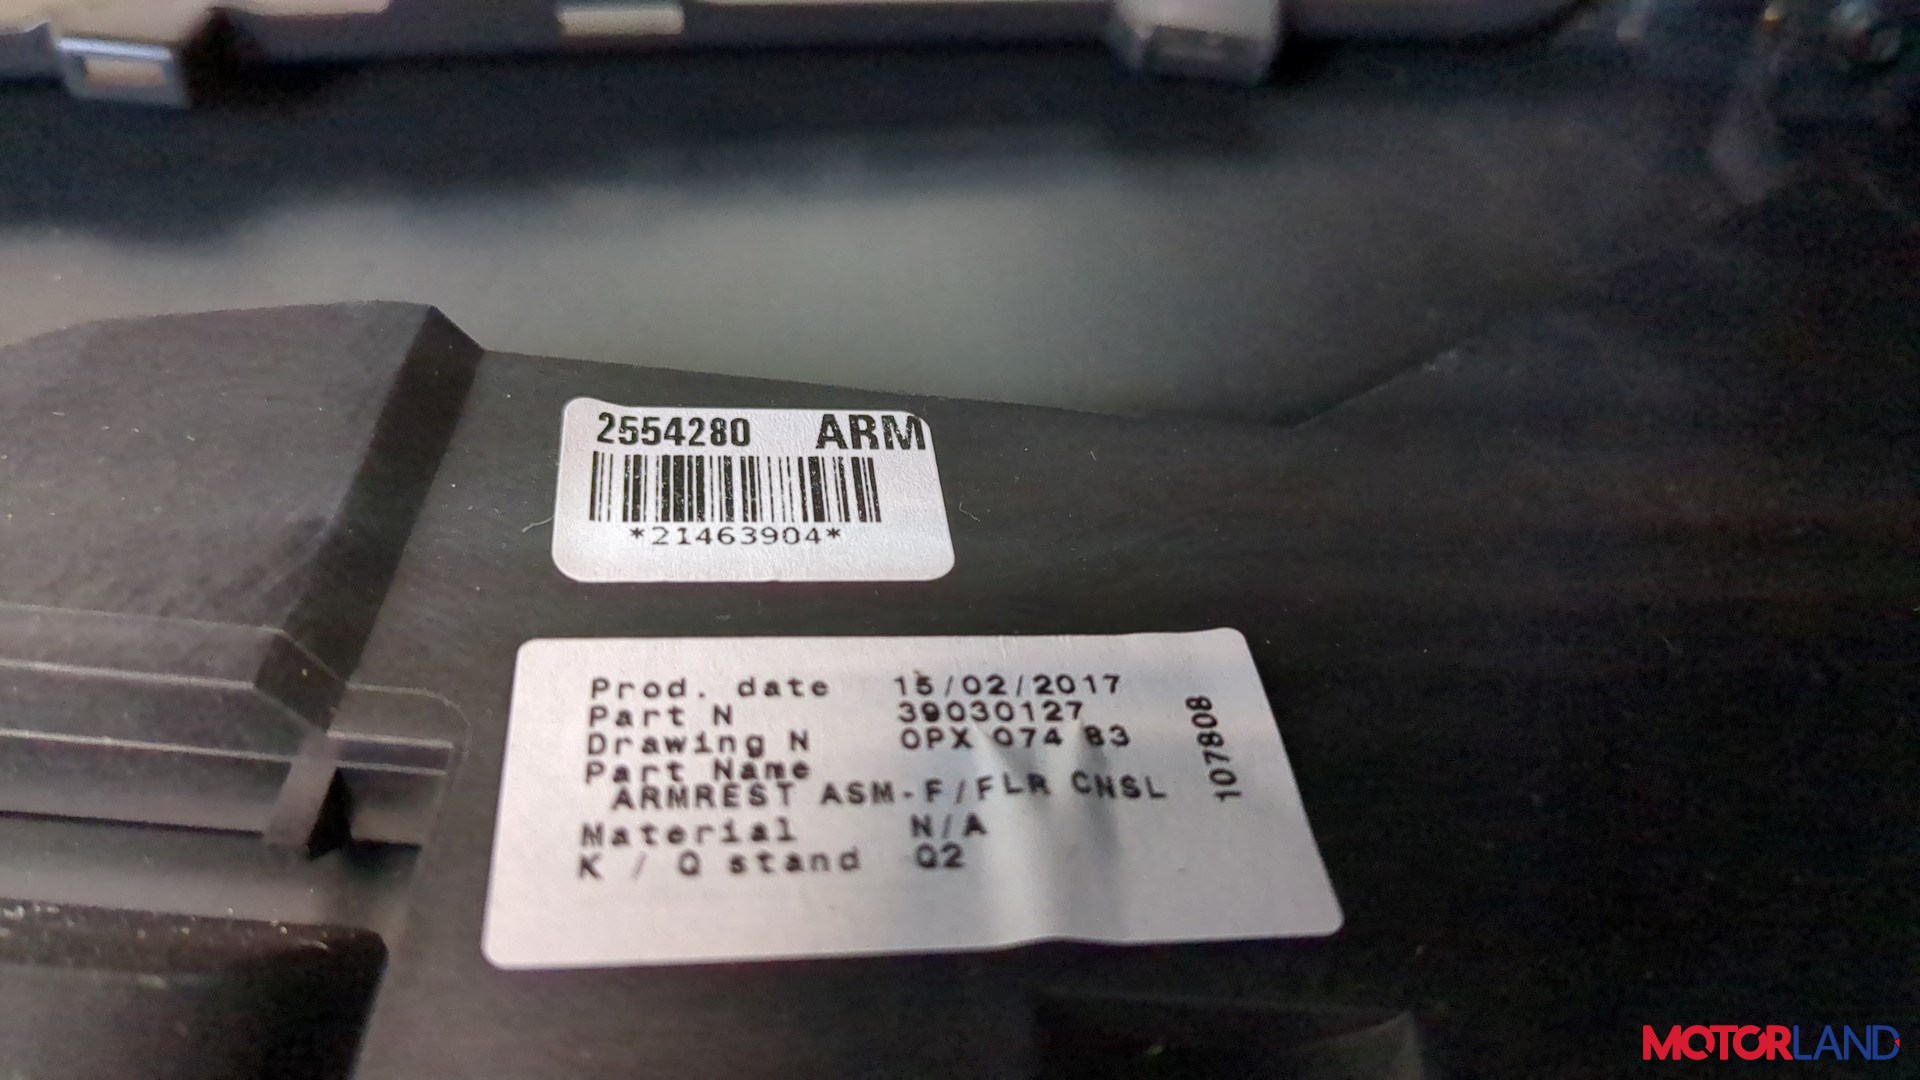 2554280 ARM
*21463904*
Prod. date 15/02/2017
Part N 39030127
Drawing N OPX 074 83
Part Name
ARMREST ASM-F/FLR CNSL
Material N/A
K / Q stand Q2
107808
MOTORLAND